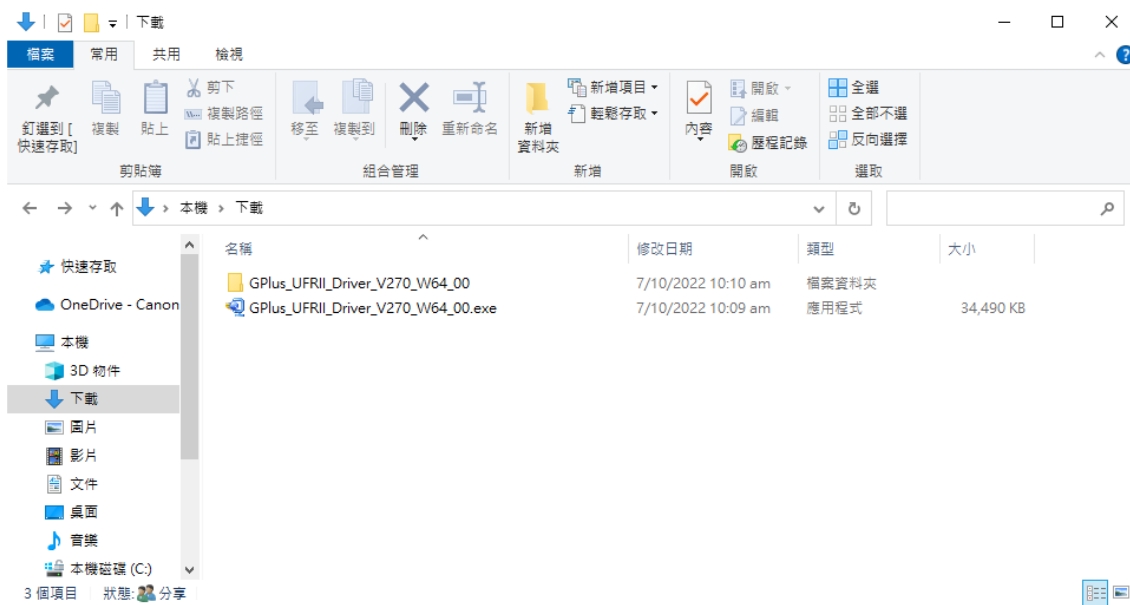 下載
檔案 常用 共用 檢視
釘選到 [快速存取] 複製 貼上 剪下 複製路徑 貼上捷徑
移至 複製到 刪除 重新命名
新增資料夾 新增項目 輕鬆存取
內容 開啟 編輯 歷程記錄
全選 全部不選 反向選擇
剪貼簿 組合管理 新增 開啟 選取
本機 › 下載
名稱 修改日期 類型 大小
GPlus_UFRII_Driver_V270_W64_00 7/10/2022 10:10 am 檔案資料夾
GPlus_UFRII_Driver_V270_W64_00.exe 7/10/2022 10:09 am 應用程式 34,490 KB
快速存取
OneDrive - Canon
本機
3D 物件
下載
圖片
影片
文件
桌面
音樂
本機磁碟 (C:)
3 個項目 狀態: 分享